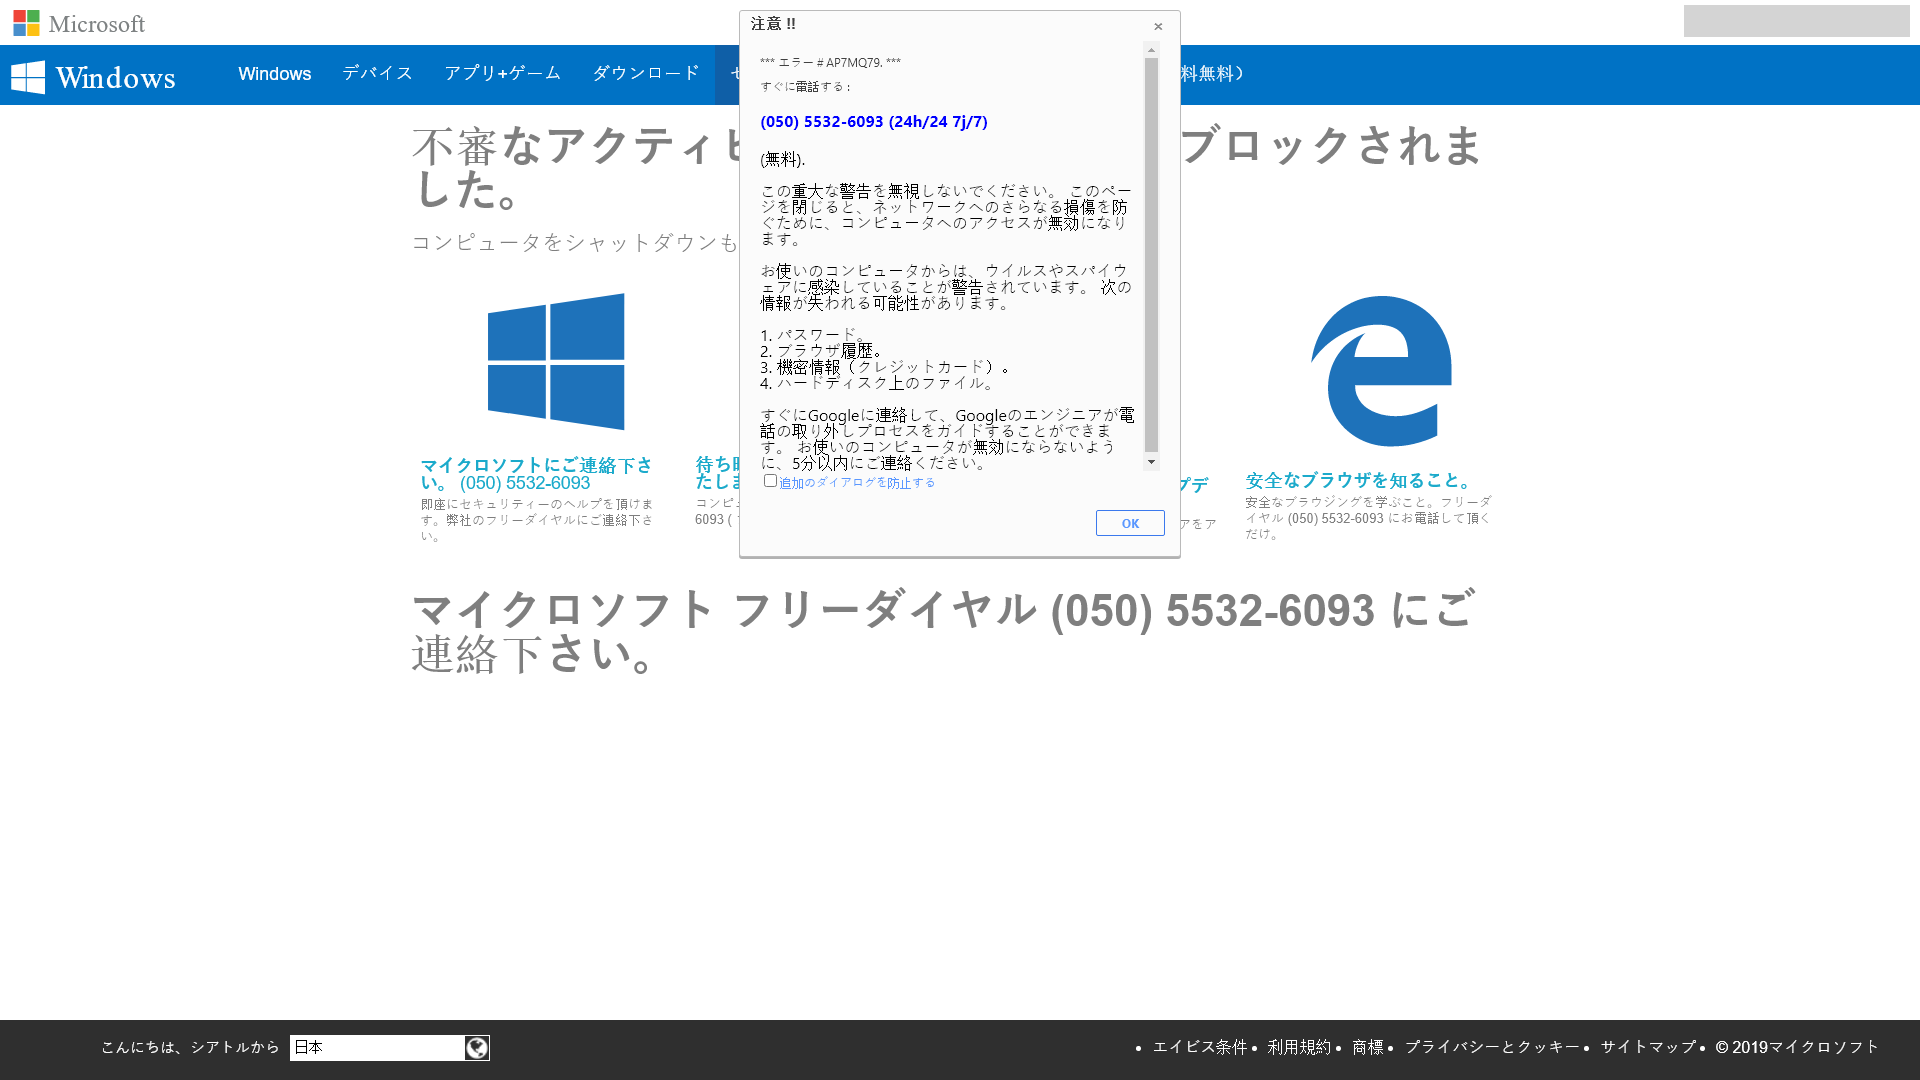 Microsoft
Windows
Windows
デバイス
アプリ+ゲーム
ダウンロード
料無料）
不審なアクティビ
ブロックされま
した。
コンピュータをシャットダウンも
注意 !!
×
*** エラー # AP7MQ79. ***
すぐに電話する :
(050) 5532-6093 (24h/24 7j/7)
(無料).
この重大な警告を無視しないでください。 このペー
ジを閉じると、ネットワークへのさらなる損傷を防
ぐために、コンピュータへのアクセスが無効になり
ます。
お使いのコンピュータからは、ウイルスやスパイウ
ェアに感染していることが警告されています。 次の
情報が失われる可能性があります。
1. パスワード。
2. ブラウザ履歴。
3. 機密情報（クレジットカード）。
4. ハードディスク上のファイル。
すぐにGoogleに連絡して、Googleのエンジニアが電
話の取り外しプロセスをガイドすることができま
す。 お使いのコンピュータが無効にならないよう
に、5分以内にご連絡ください。
追加のダイアログを防止する
OK
マイクロソフトにご連絡下さ
い。 (050) 5532-6093
即座にセキュリティーのヘルプを頂けま
す。弊社のフリーダイヤルにご連絡下さ
い。
待ち
たしま
コンピュ
6093 (
プデ
アをア
安全なブラウザを知ること。
安全なブラウジングを学ぶこと。フリーダ
イヤル (050) 5532-6093 にお電話して頂く
だけ。
マイクロソフト フリーダイヤル (050) 5532-6093 にご
連絡下さい。
こんにちは、シアトルから
日本
• エイビス条件 • 利用規約 • 商標 • プライバシーとクッキー • サイトマップ • © 2019マイクロソフト